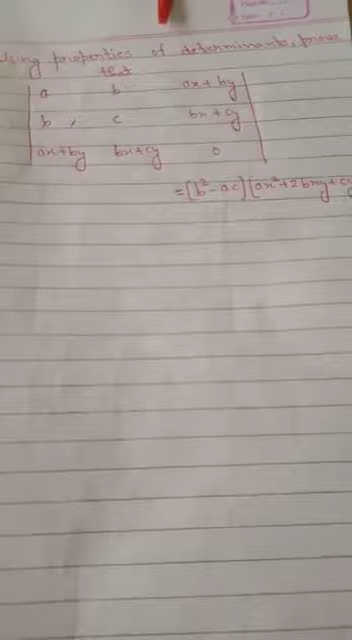 Using properties of determinants, prove
that
a b ax+by
b, c bx+cy
ax+by bx+cy 0
=[b²-ac][ax²+2bxy+cy